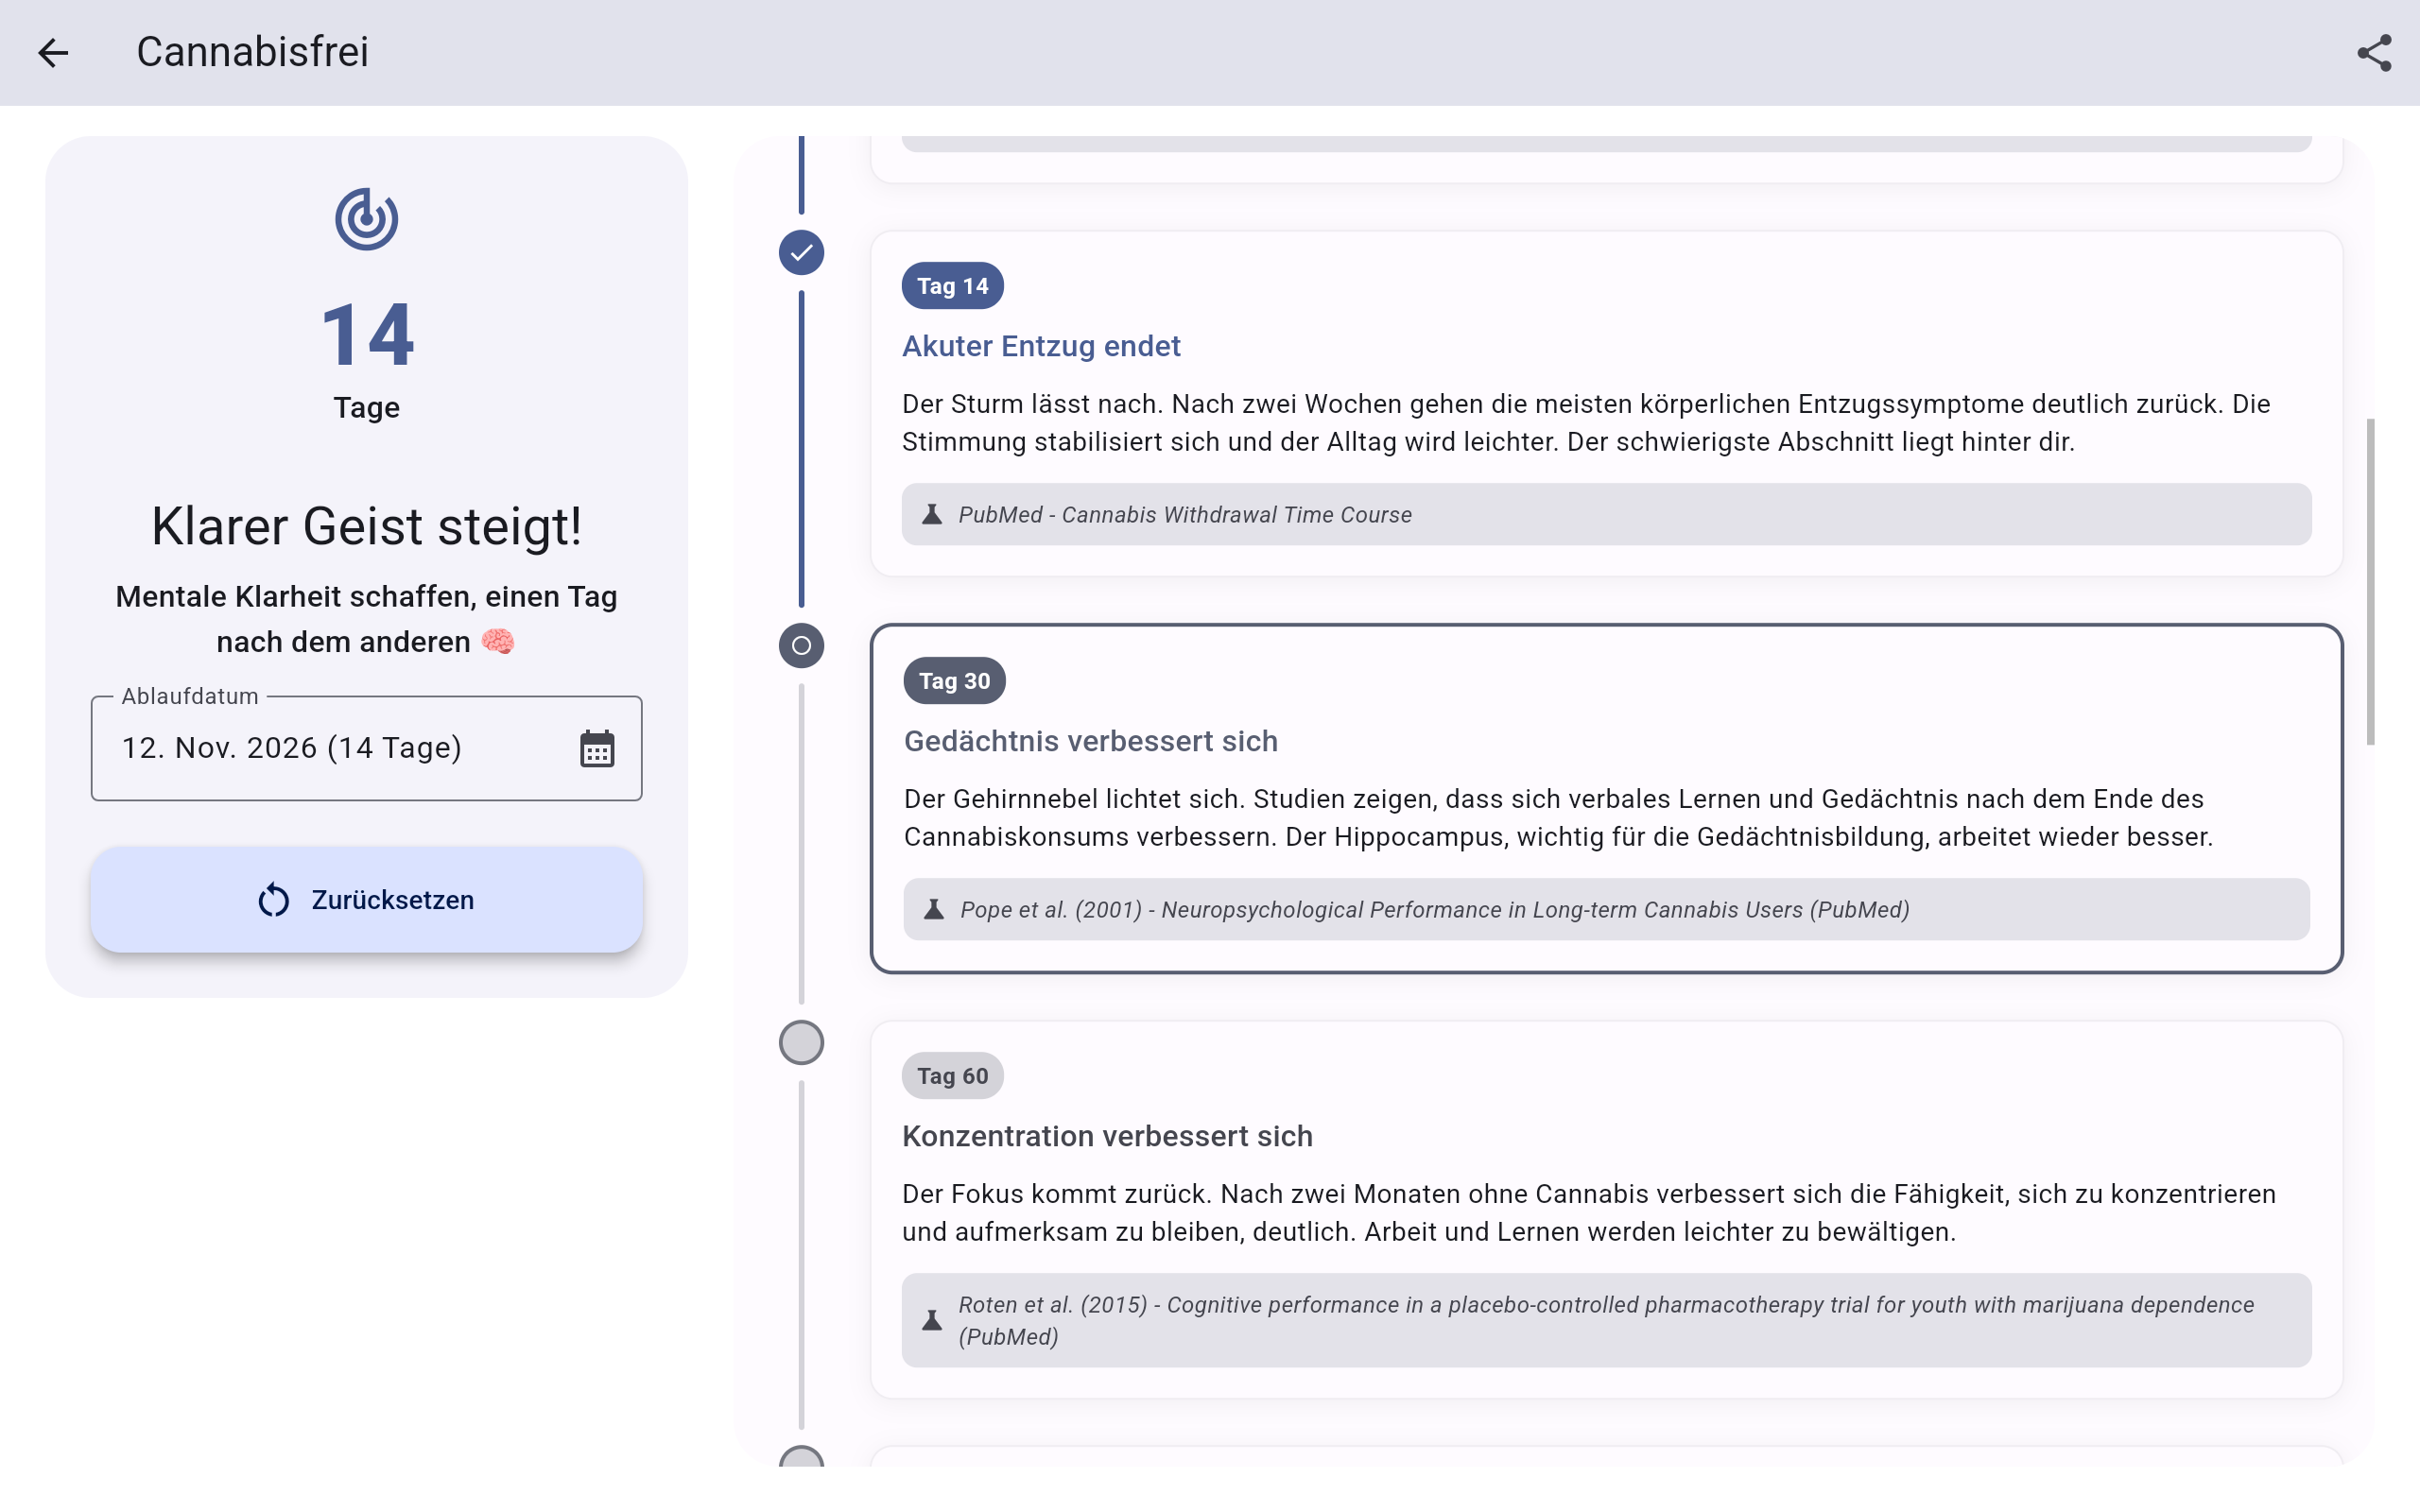 Cannabisfrei
14
Tage
Klarer Geist steigt!
Mentale Klarheit schaffen, einen Tag
nach dem anderen 🧠
Ablaufdatum
12. Nov. 2026 (14 Tage)
Zurücksetzen
Tag 14
Akuter Entzug endet
Der Sturm lässt nach. Nach zwei Wochen gehen die meisten körperlichen Entzugssymptome deutlich zurück. Die
Stimmung stabilisiert sich und der Alltag wird leichter. Der schwierigste Abschnitt liegt hinter dir.
PubMed - Cannabis Withdrawal Time Course
Tag 30
Gedächtnis verbessert sich
Der Gehirnnebel lichtet sich. Studien zeigen, dass sich verbales Lernen und Gedächtnis nach dem Ende des
Cannabiskonsums verbessern. Der Hippocampus, wichtig für die Gedächtnisbildung, arbeitet wieder besser.
Pope et al. (2001) - Neuropsychological Performance in Long-term Cannabis Users (PubMed)
Tag 60
Konzentration verbessert sich
Der Fokus kommt zurück. Nach zwei Monaten ohne Cannabis verbessert sich die Fähigkeit, sich zu konzentrieren
und aufmerksam zu bleiben, deutlich. Arbeit und Lernen werden leichter zu bewältigen.
Roten et al. (2015) - Cognitive performance in a placebo-controlled pharmacotherapy trial for youth with marijuana dependence
(PubMed)